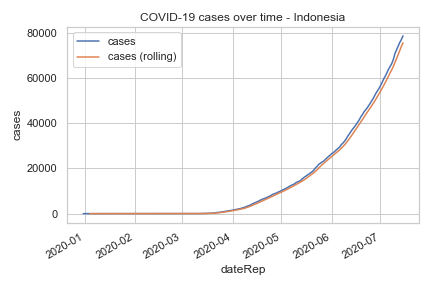 COVID-19 cases over time - Indonesia
cases
cases (rolling)
80000
60000
40000
20000
0
cases
2020-01
2020-02
2020-03
2020-04
2020-05
2020-06
2020-07
dateRep